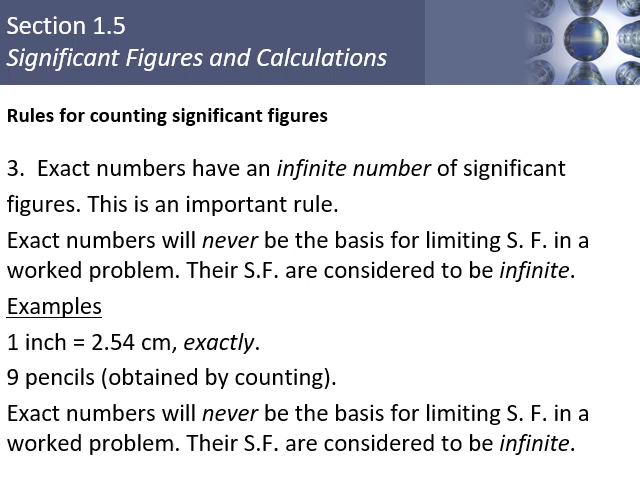 Section 1.5
Significant Figures and Calculations
Rules for counting significant figures
3. Exact numbers have an infinite number of significant
figures. This is an important rule.
Exact numbers will never be the basis for limiting S. F. in a
worked problem. Their S.F. are considered to be infinite.
Examples
1 inch = 2.54 cm, exactly.
9 pencils (obtained by counting).
Exact numbers will never be the basis for limiting S. F. in a
worked problem. Their S.F. are considered to be infinite.